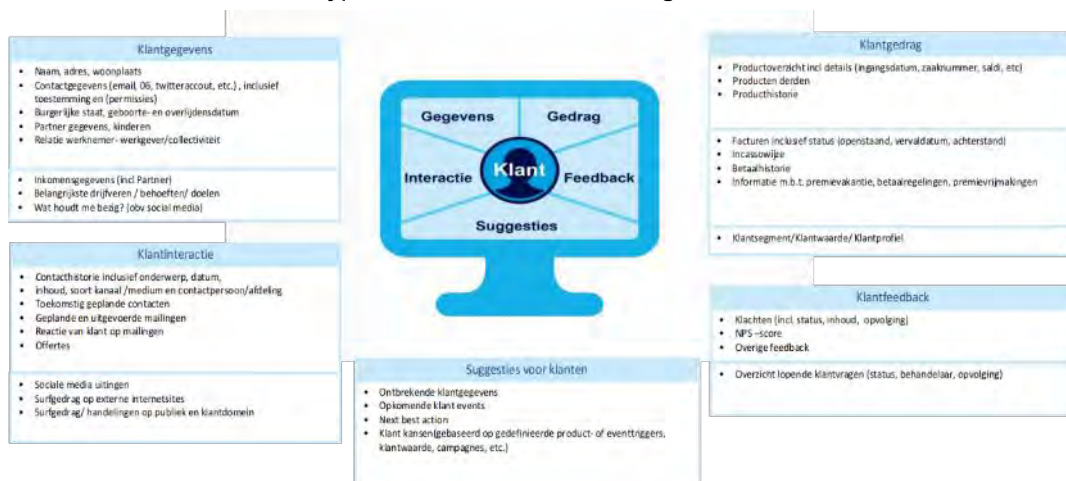 Klantgegevens
Naam, adres, woonplaats
Contactgegevens (email, 06, twitteraccout, etc.) , inclusief
toestemming en (permissies)
Burgerlijke staat, geboorte- en overlijdensdatum
Partner gegevens, kinderen
Relatie werknemer- werkgever/collectiviteit
Inkomensgegevens (incl Partner)
Belangrijkste drijfveren / behoeften/ doelen
Wat houdt me bezig? (obv social media)
Klantinteractie
Contacthistorie inclusief onderwerp, datum,
inhoud, soort kanaal /medium en contactpersoon/afdeling
Toekomstig geplande contacten
Geplande en uitgevoerde mailingen
Reactie van klant op mailingen
Offertes
Sociale media uitingen
Surfgedrag op externe internetsites
Surfgedrag/ handelingen op publiek en klantdomein
Gegevens
Gedrag
Interactie
Klant
Feedback
Suggesties
Suggesties voor klanten
Ontbrekende klantgegevens
Opkomende klant events
Next best action
Klant kansen(gebaseerd op gedefinieerde product- of eventtriggers,
klantwaarde, campagnes, etc.)
Klantgedrag
Productoverzicht incl details (ingangsdatum, zaaknummer, saldi, etc)
Producten derden
Producthistorie
Facturen inclusief status (openstaand, vervaldatum, achterstand)
Incassowijze
Betaalhistorie
Informatie m.b.t. premievakantie, betaalregelingen, premievrijmakingen
Klantsegment/Klantwaarde/ Klantprofiel
Klantfeedback
Klachten (incl. status, inhoud, opvolging)
NPS –score
Overige feedback
Overzicht lopende klantvragen (status, behandelaar, opvolging)